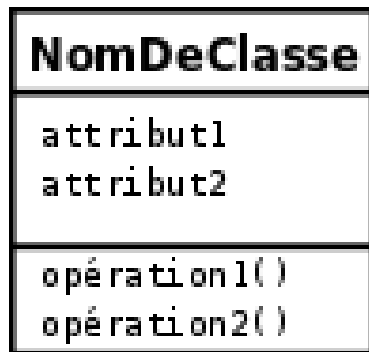 NomDeClasse
attribut1
attribut2
opération1()
opération2()